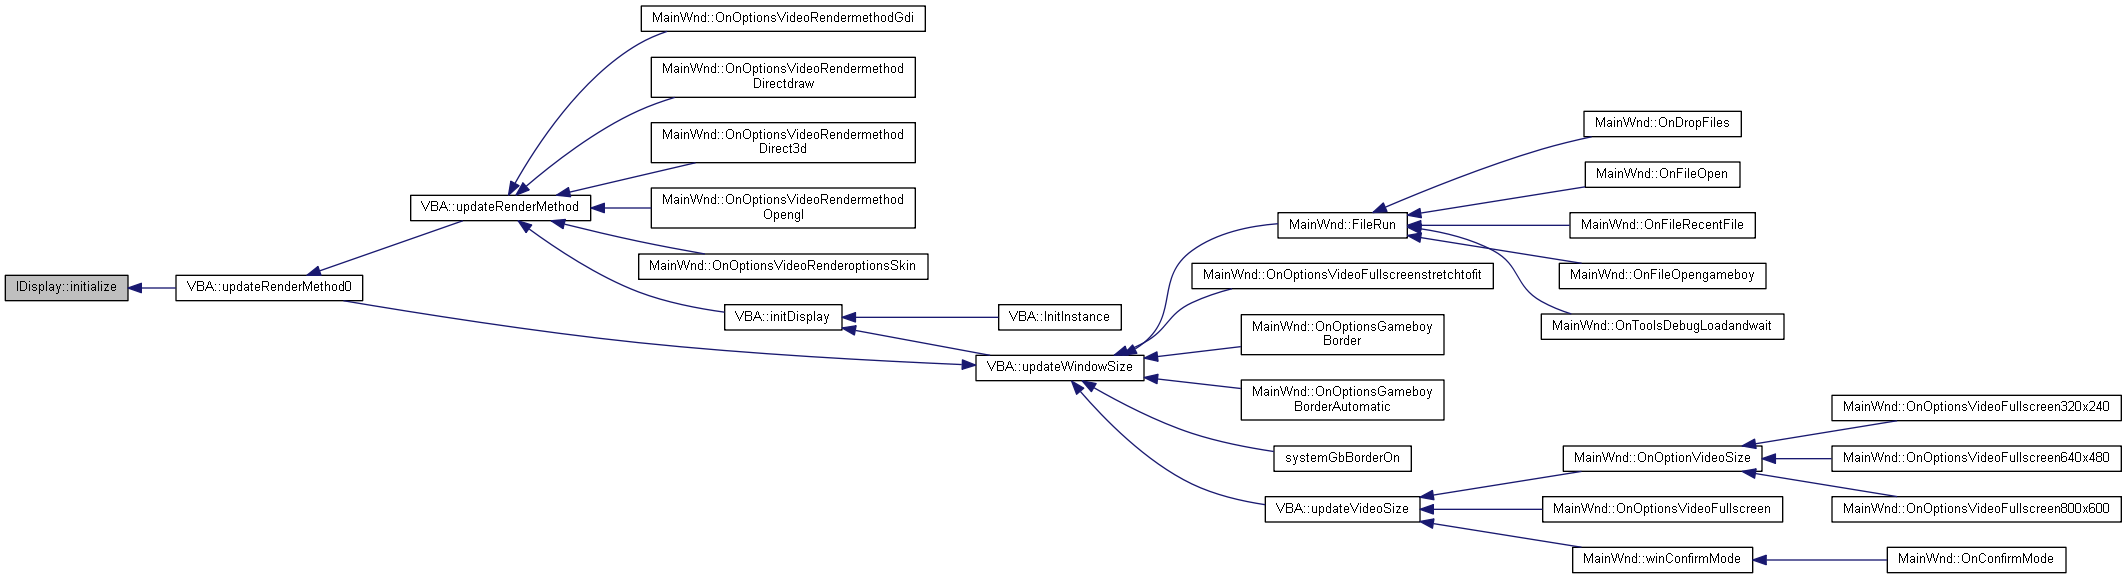 MainWnd::OnOptionsVideoRendermethodGdi
MainWnd::OnOptionsVideoRendermethod
Directdraw
MainWnd::OnOptionsVideoRendermethod
Direct3d
MainWnd::OnOptionsVideoRendermethod
Opengl
MainWnd::OnOptionsVideoRenderoptionsSkin
VBA::updateRenderMethod
IDisplay::initialize
VBA::updateRenderMethod0
VBA::initDisplay
VBA::InitInstance
VBA::updateWindowSize
MainWnd::FileRun
MainWnd::OnDropFiles
MainWnd::OnFileOpen
MainWnd::OnFileRecentFile
MainWnd::OnFileOpengameboy
MainWnd::OnToolsDebugLoadandwait
MainWnd::OnOptionsVideoFullscreenstretchtofit
MainWnd::OnOptionsGameboy
Border
MainWnd::OnOptionsGameboy
BorderAutomatic
systemGbBorderOn
VBA::updateVideoSize
MainWnd::OnOptionVideoSize
MainWnd::OnOptionsVideoFullscreen
MainWnd::winConfirmMode
MainWnd::OnOptionsVideoFullscreen320x240
MainWnd::OnOptionsVideoFullscreen640x480
MainWnd::OnOptionsVideoFullscreen800x600
MainWnd::OnConfirmMode